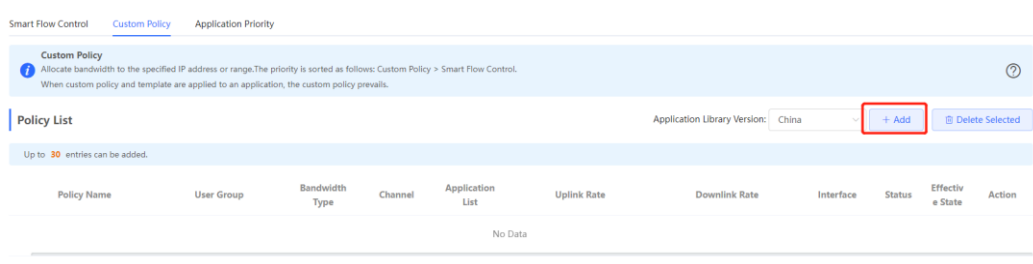 Smart Flow Control Custom Policy Application Priority
Custom Policy
Allocate bandwidth to the specified IP address or range.The priority is sorted as follows: Custom Policy > Smart Flow Control.
When custom policy and template are applied to an application, the custom policy prevails.
Policy List Application Library Version: China + Add Delete Selected
Up to 30 entries can be added.
Policy Name User Group Bandwidth Type Channel Application List Uplink Rate Downlink Rate Interface Status Effectiv e State Action
No Data